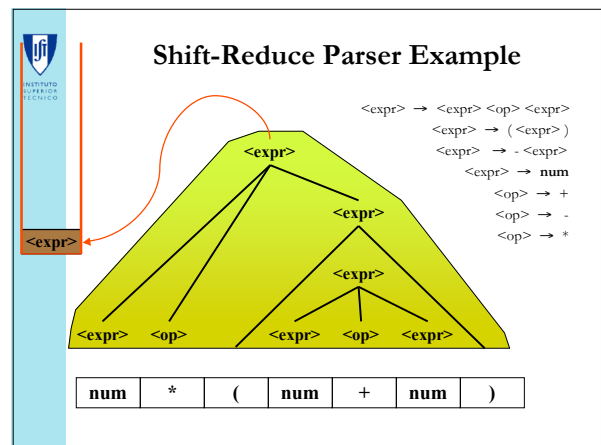 Shift-Reduce Parser Example
INSTITUTO
SUPERIOR
TÉCNICO
<expr> → <expr> <op> <expr>
<expr> → ( <expr> )
<expr> → - <expr>
<expr> → num
<op> → +
<op> → -
<op> → *
<expr>
<expr>
<expr>
<expr>
<expr> <op> <expr> <op> <expr>
num * ( num + num )